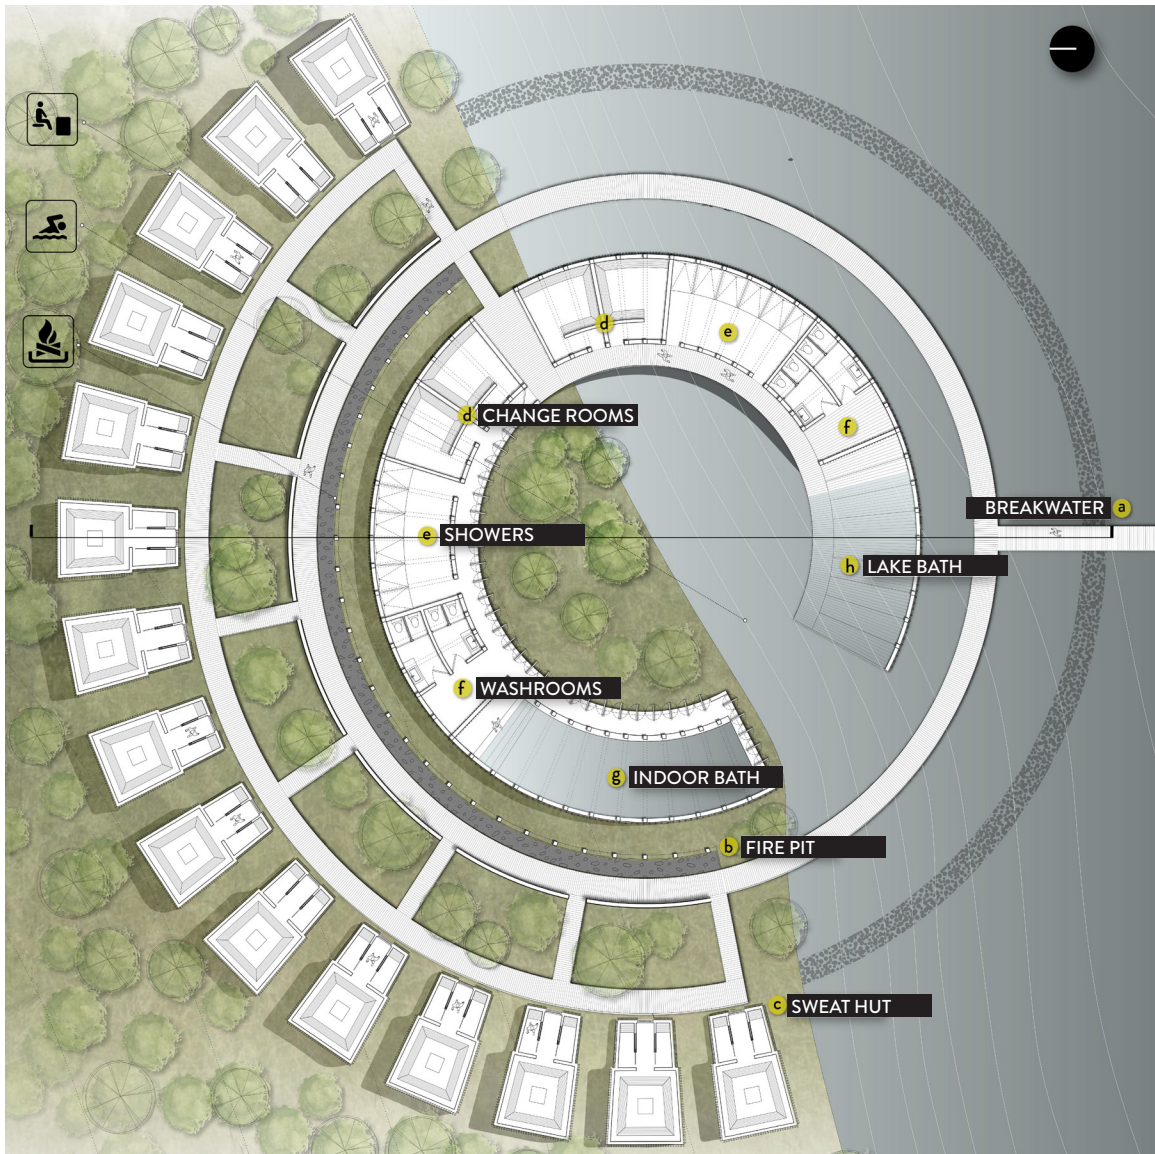 d
e
d CHANGE ROOMS
f
BREAKWATER a
e SHOWERS
h LAKE BATH
f WASHROOMS
g INDOOR BATH
b FIRE PIT
c SWEAT HUT